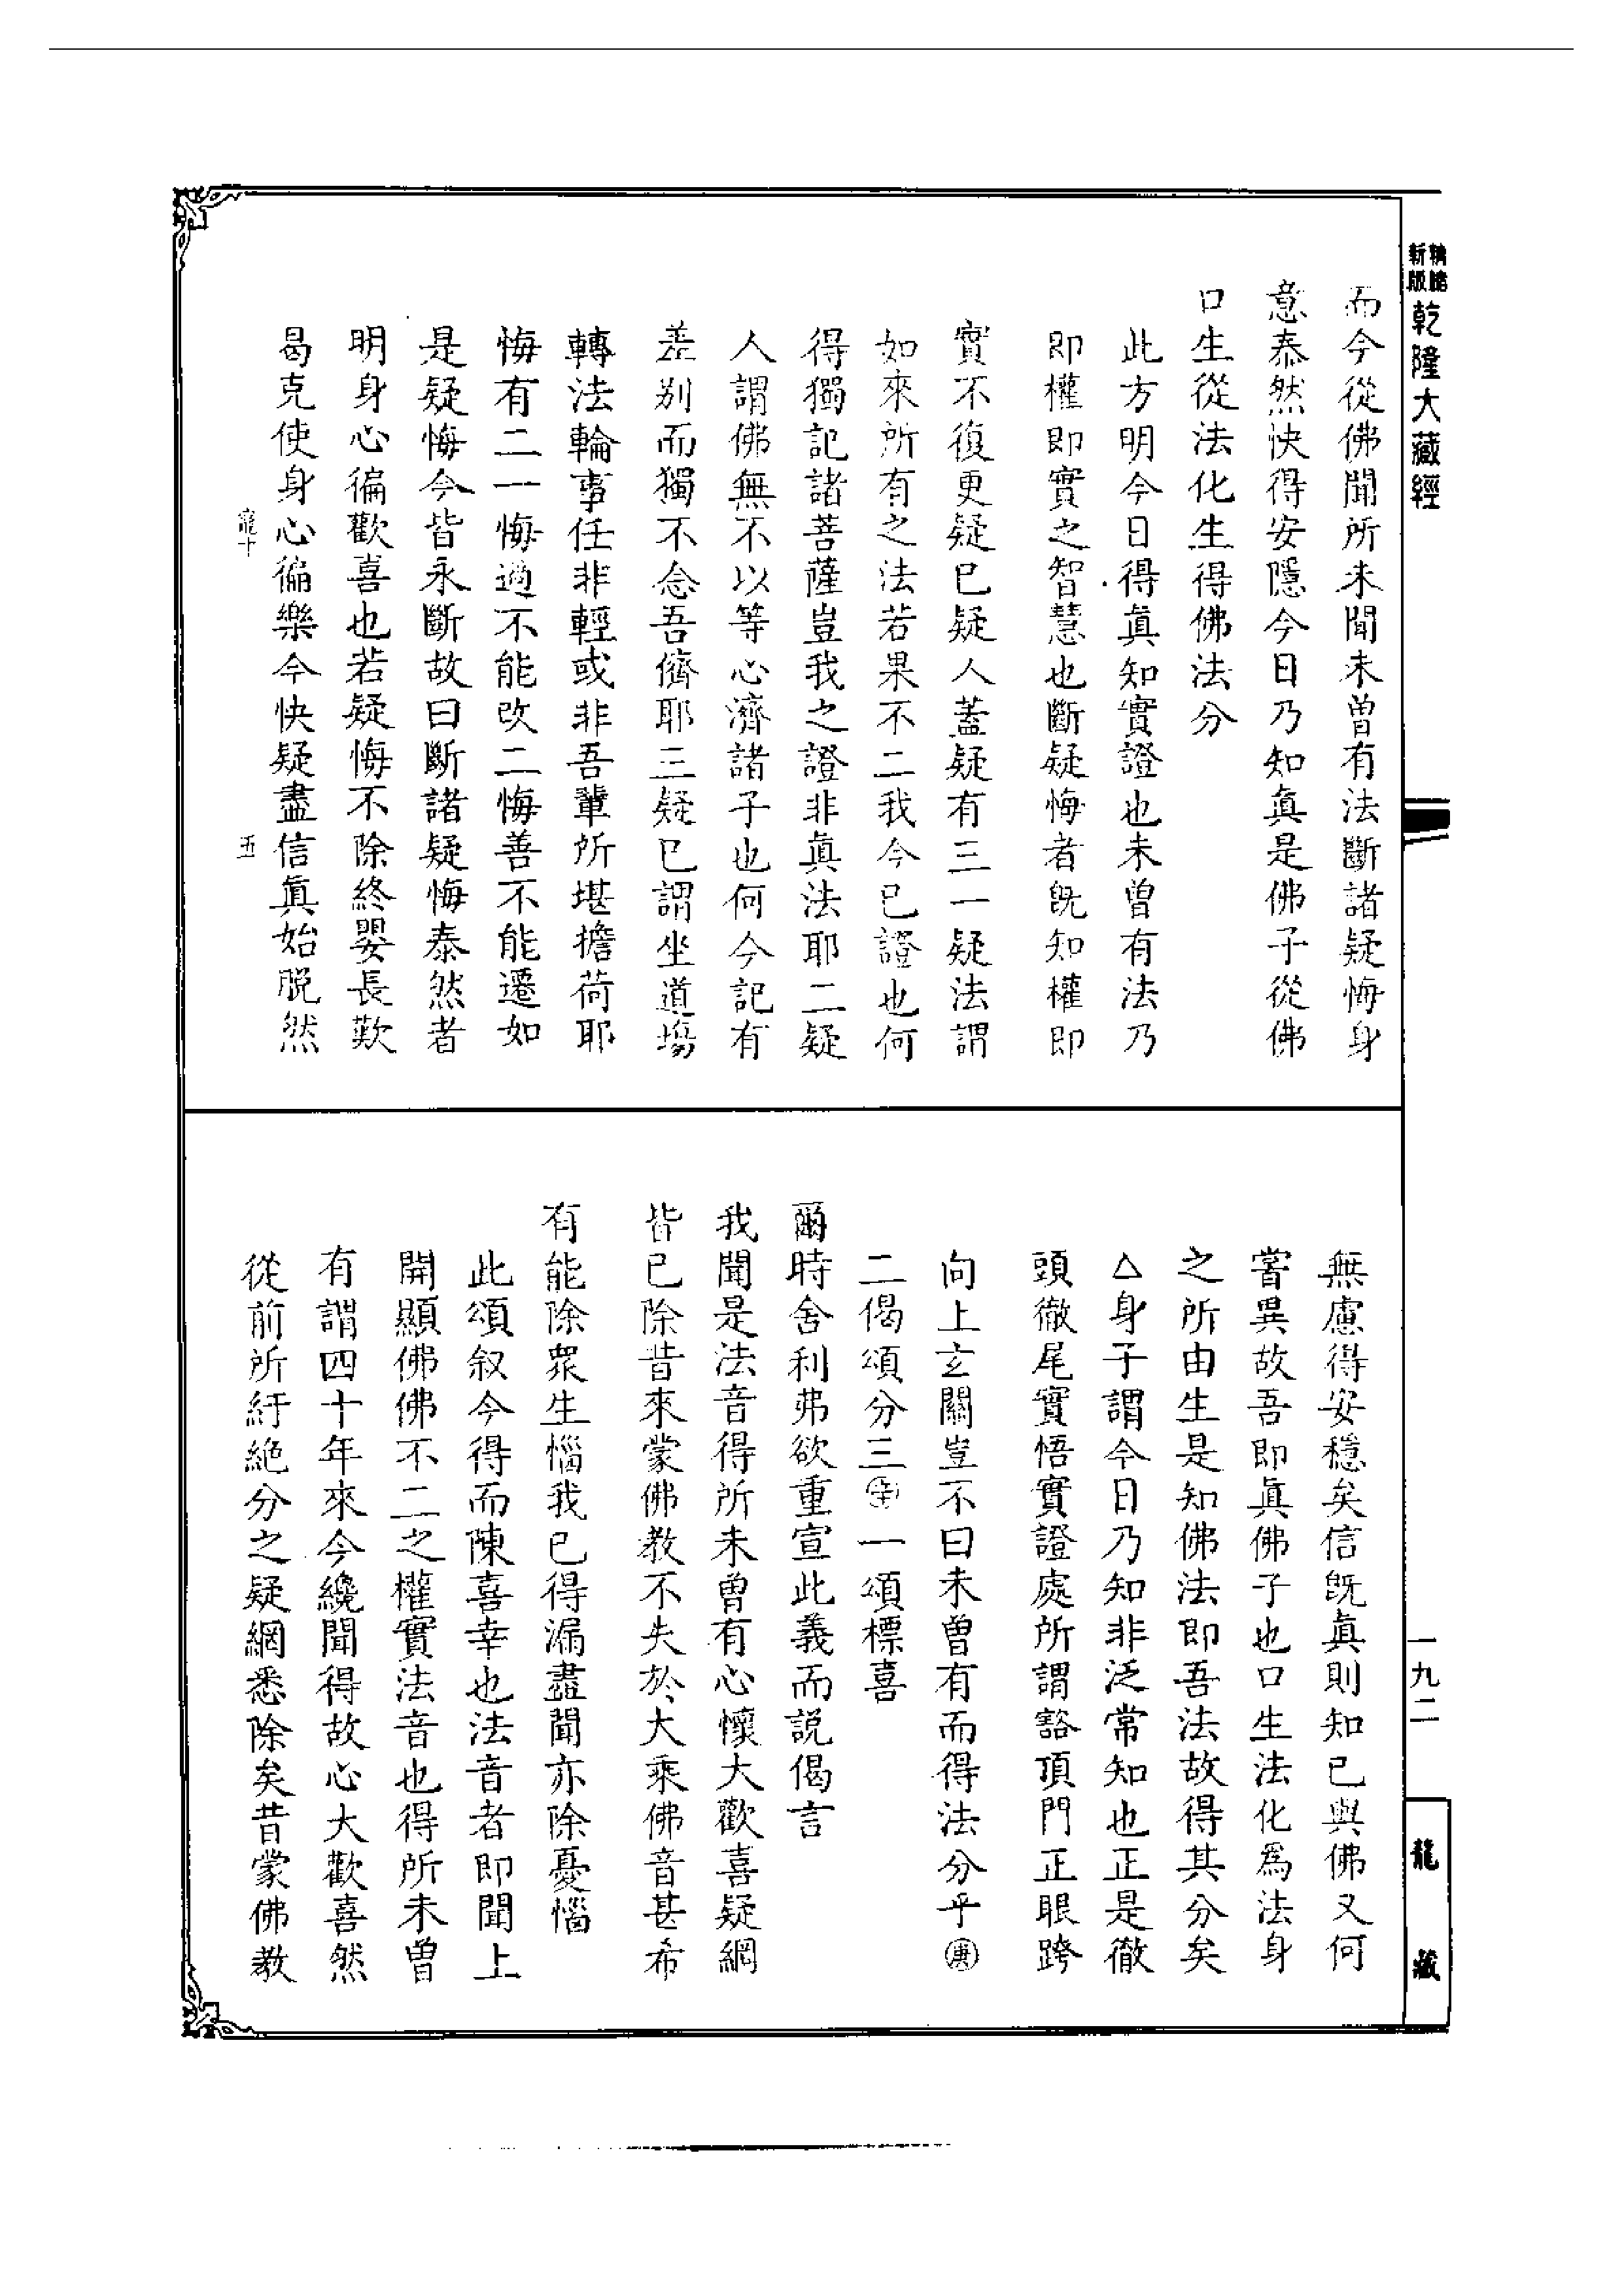 新版
精縮
乾隆大藏經
而今從佛聞所未聞未曾有法斷諸疑悔身
意泰然快得安隱今日乃知真是佛子從佛
口生從法化生得佛法分
此方明今日得真知實證也未曾有法乃
即權即實之智慧也斷疑悔者既知權即
實不復更疑已疑人蓋疑有三一疑法謂
如來所有之法若果不二我今已證也何
得獨記諸菩薩豈我之證非真法耶二疑
人謂佛無不以等心濟諸子也何今記有
差別而獨不念吾儕耶三疑已謂坐道場
轉法輪事任非輕或非吾輩所堪擔荷耶
悔有二一悔過不能改二悔善不能遷如
是疑悔今皆永斷故曰斷諸疑悔泰然者
明身心徧歡喜也若疑悔不除終嬰長歎
曷克使身心徧樂今快疑盡信真始脫然
五
無慮得安穩矣信既真則知已與佛又何
嘗異故吾即真佛子也口生法化爲法身
之所由生是知佛法即吾法故得其分矣
△身子謂今日乃知非泛常知也正是徹
頭徹尾實悟實證處所謂豁頂門正眼跨
向上玄關豈不曰未曾有而得法分乎㊩
二偈頌分三一頌標喜
爾時舍利弗欲重宣此義而說偈言
我聞是法音得所未曾有心懷大歡喜疑網
皆已除昔來蒙佛教不失於大乘佛音甚希
有能除衆生惱我已得漏盡聞亦除憂惱
此頌叙今得而陳喜幸也法音者即聞上
開顯佛佛不二之權實法音也得所未曾
有謂四十年來今纔聞得故心大歡喜然
從前所紆絶分之疑網悉除矣昔蒙佛教
一九二
龍藏